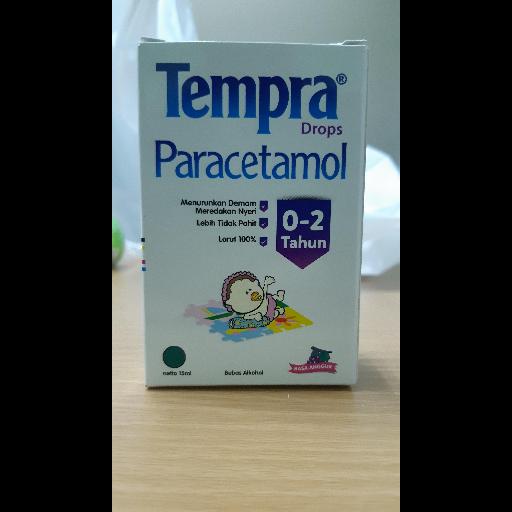 Tempra®
Drops
Paracetamol
Menurunkan Demam
Meredakan Nyeri
Lebih Tidak Pahit
Larut 100%
0-2
Tahun
netto 15ml
Bebas Alkohol
RASA ANGGUR